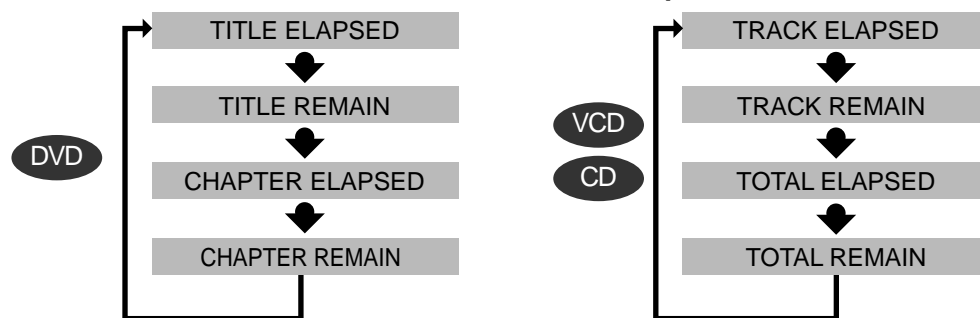 DVD
TITLE ELAPSED
TITLE REMAIN
CHAPTER ELAPSED
CHAPTER REMAIN
VCD
CD
TRACK ELAPSED
TRACK REMAIN
TOTAL ELAPSED
TOTAL REMAIN